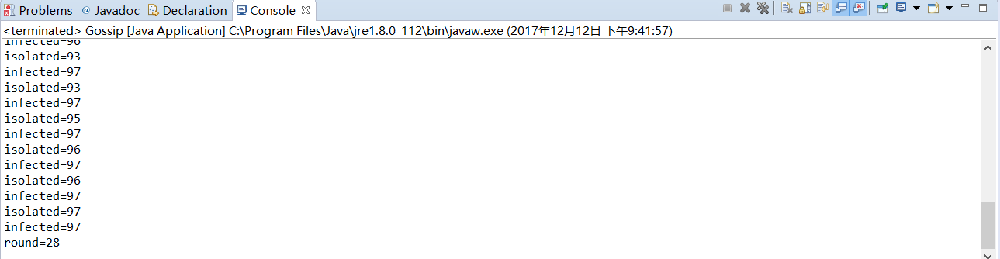 Problems @ Javadoc Declaration Console
<terminated> Gossip [Java Application] C:\Program Files\Java\jre1.8.0_112\bin\javaw.exe (2017年12月12日 下午9:41:57)
infected=96
isolated=93
infected=97
isolated=93
infected=97
isolated=95
infected=97
isolated=96
infected=97
isolated=96
infected=97
isolated=97
infected=97
round=28